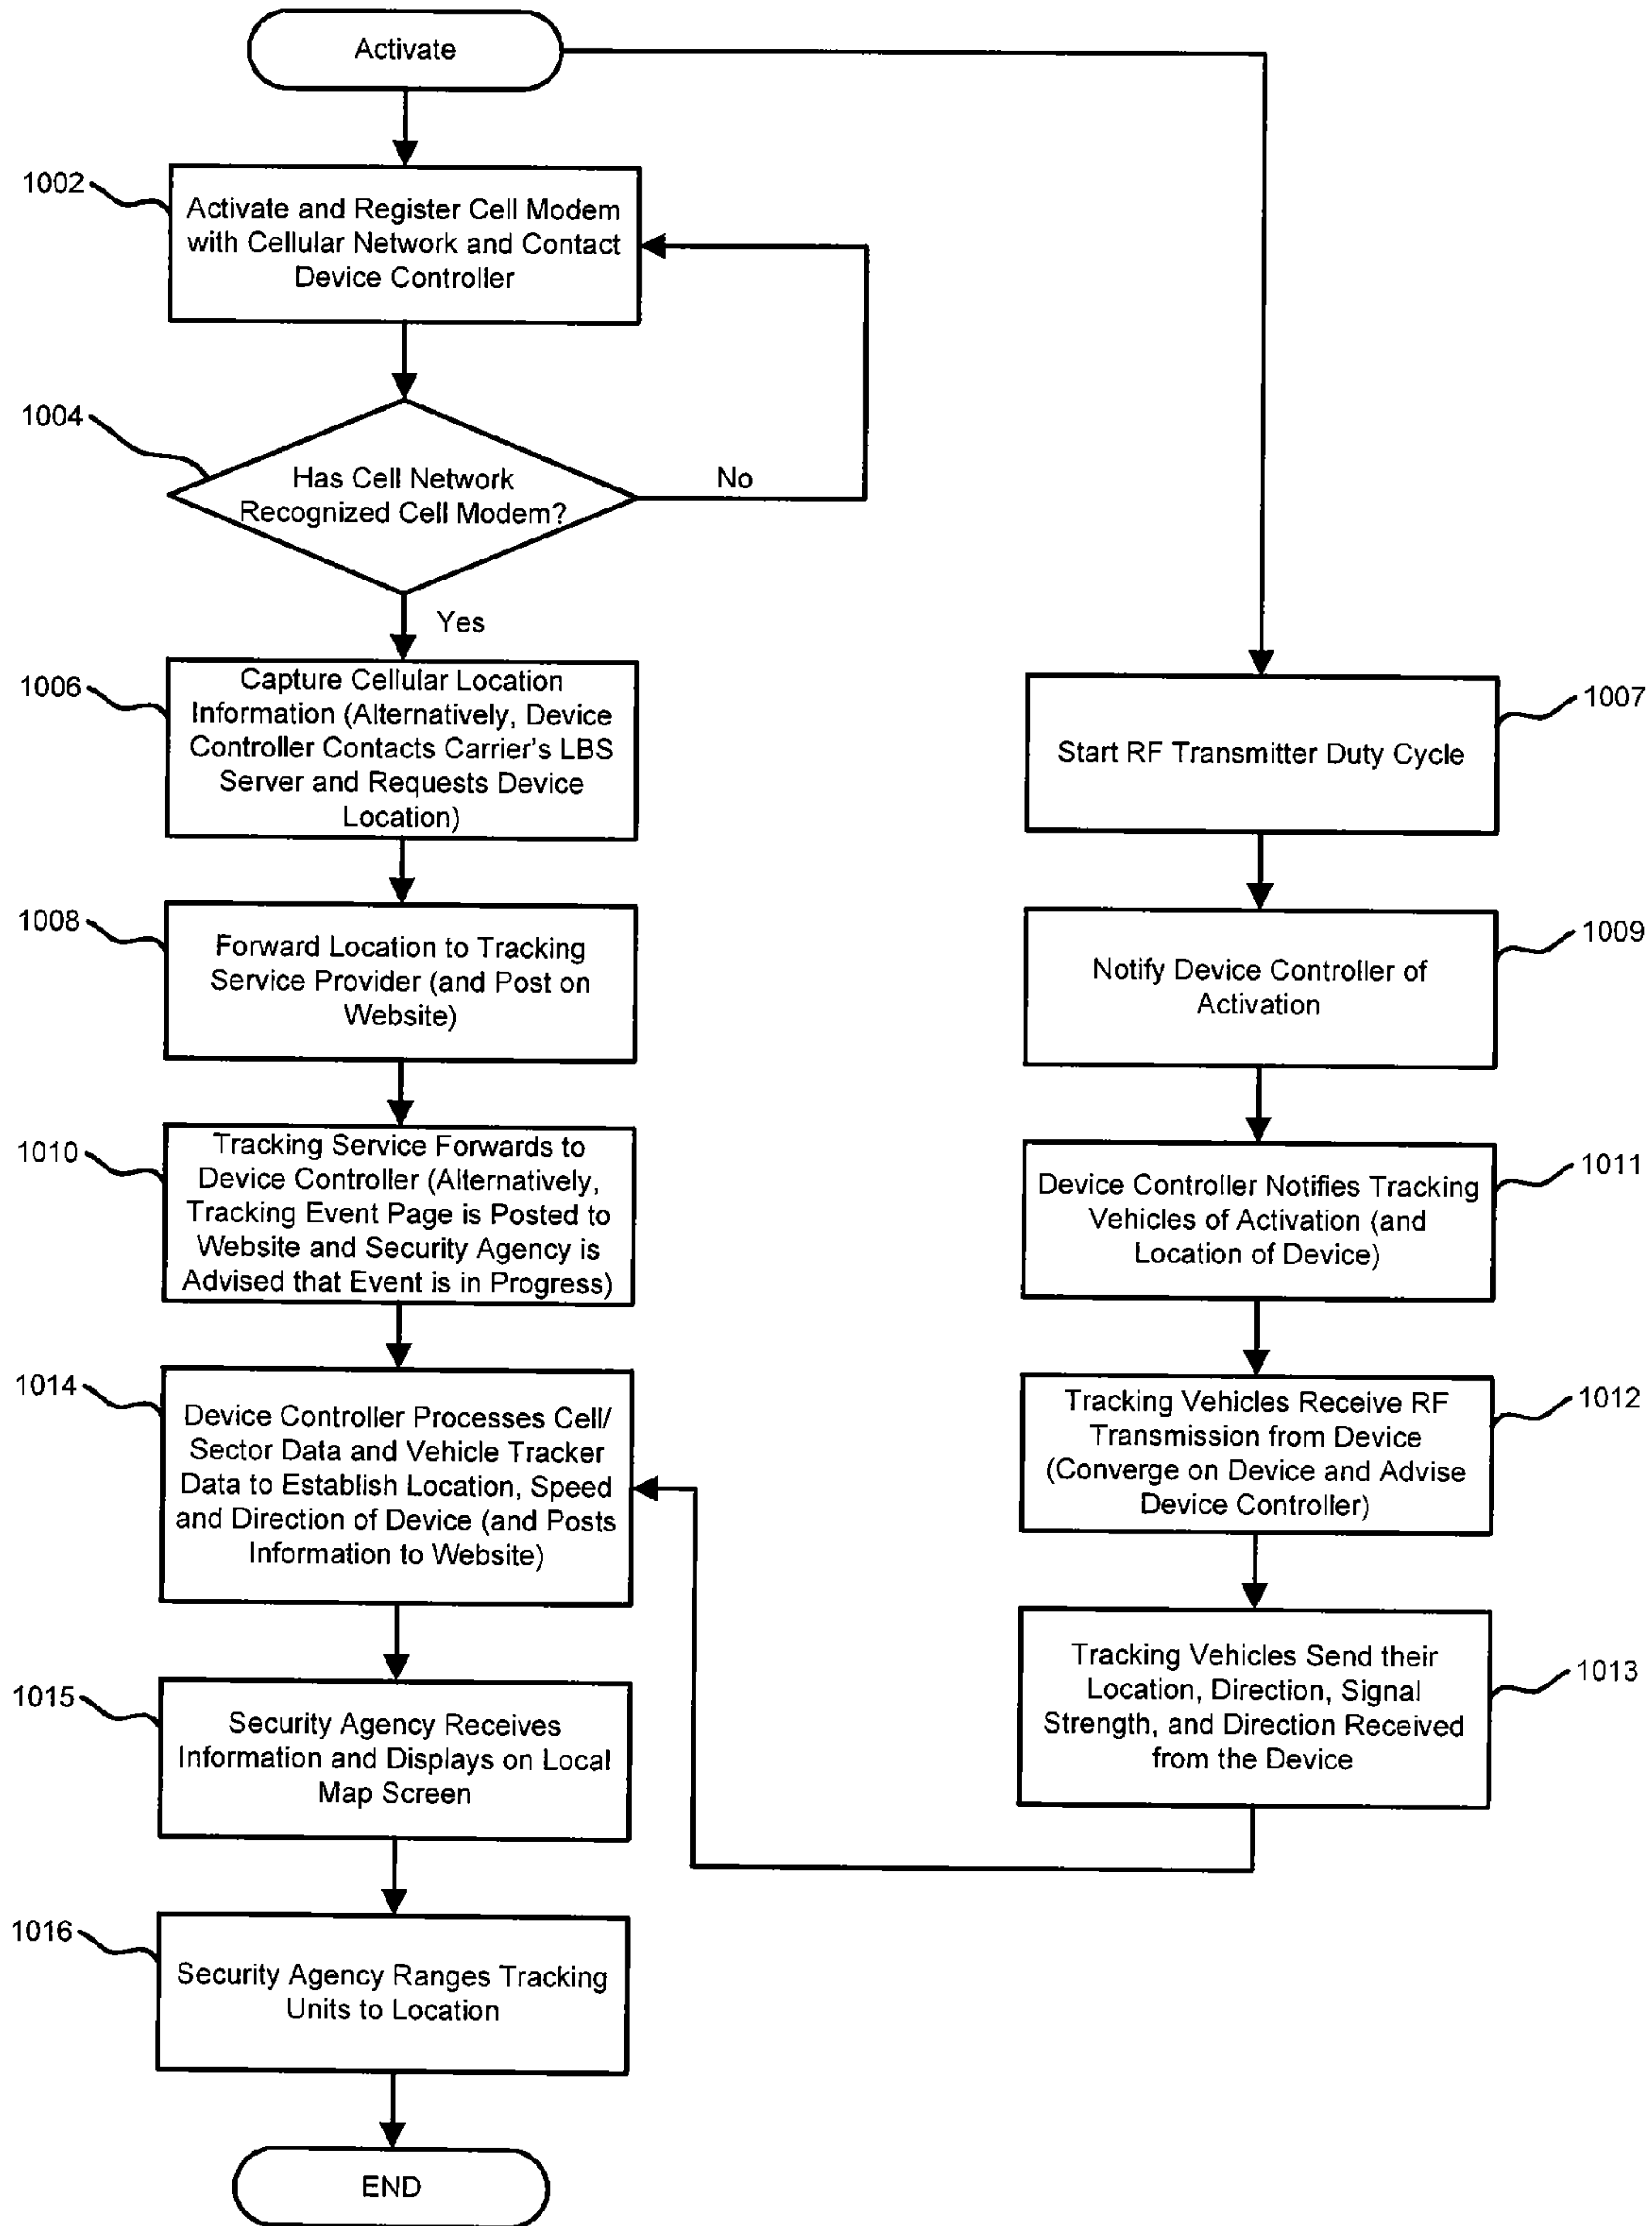 Activate
1002
Activate and Register Cell Modem
with Cellular Network and Contact
Device Controller
1004
Has Cell Network
Recognized Cell Modem?
No
Yes
1006
Capture Cellular Location
Information (Alternatively, Device
Controller Contacts Carrier's LBS
Server and Requests Device
Location)
1008
Forward Location to Tracking
Service Provider (and Post on
Website)
1010
Tracking Service Forwards to
Device Controller (Alternatively,
Tracking Event Page is Posted to
Website and Security Agency is
Advised that Event is in Progress)
1014
Device Controller Processes Cell/
Sector Data and Vehicle Tracker
Data to Establish Location, Speed
and Direction of Device (and Posts
Information to Website)
1015
Security Agency Receives
Information and Displays on Local
Map Screen
1016
Security Agency Ranges Tracking
Units to Location
END
1007
Start RF Transmitter Duty Cycle
1009
Notify Device Controller of
Activation
1011
Device Controller Notifies Tracking
Vehicles of Activation (and
Location of Device)
1012
Tracking Vehicles Receive RF
Transmission from Device
(Converge on Device and Advise
Device Controller)
1013
Tracking Vehicles Send their
Location, Direction, Signal
Strength, and Direction Received
from the Device